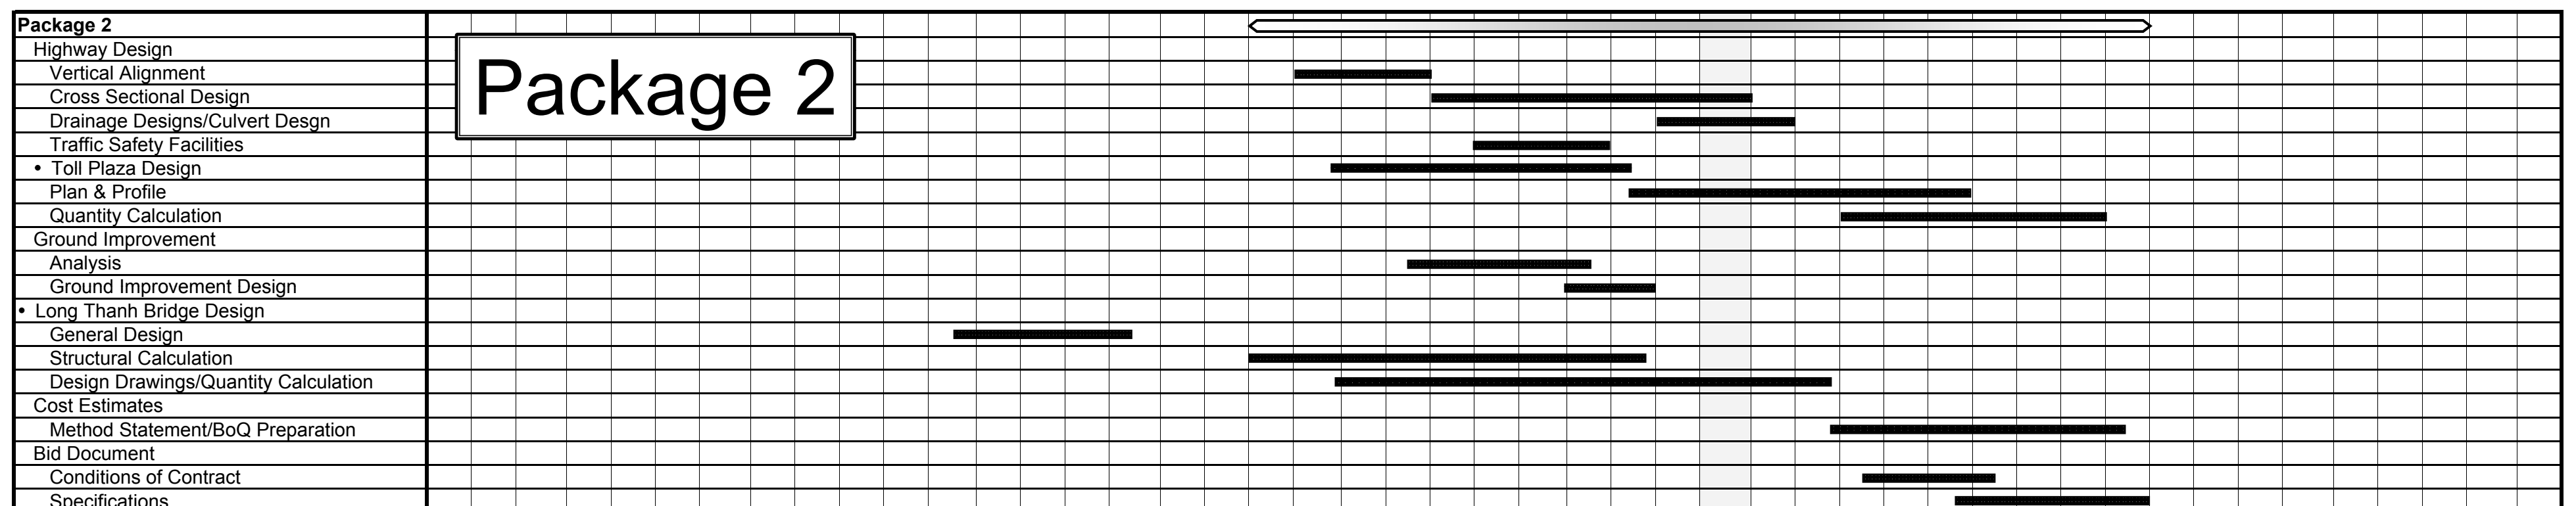 Package 2
Package 2
Highway Design
Vertical Alignment
Cross Sectional Design
Drainage Designs/Culvert Desgn
Traffic Safety Facilities
• Toll Plaza Design
Plan & Profile
Quantity Calculation
Ground Improvement
Analysis
Ground Improvement Design
• Long Thanh Bridge Design
General Design
Structural Calculation
Design Drawings/Quantity Calculation
Cost Estimates
Method Statement/BoQ Preparation
Bid Document
Conditions of Contract
Specifications